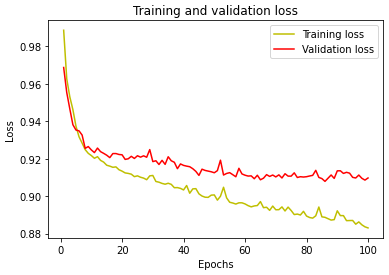 Training and validation loss
Training loss
Validation loss
0.98
0.96
0.94
0.92
0.90
0.88
Loss
0
20
40
60
80
100
Epochs